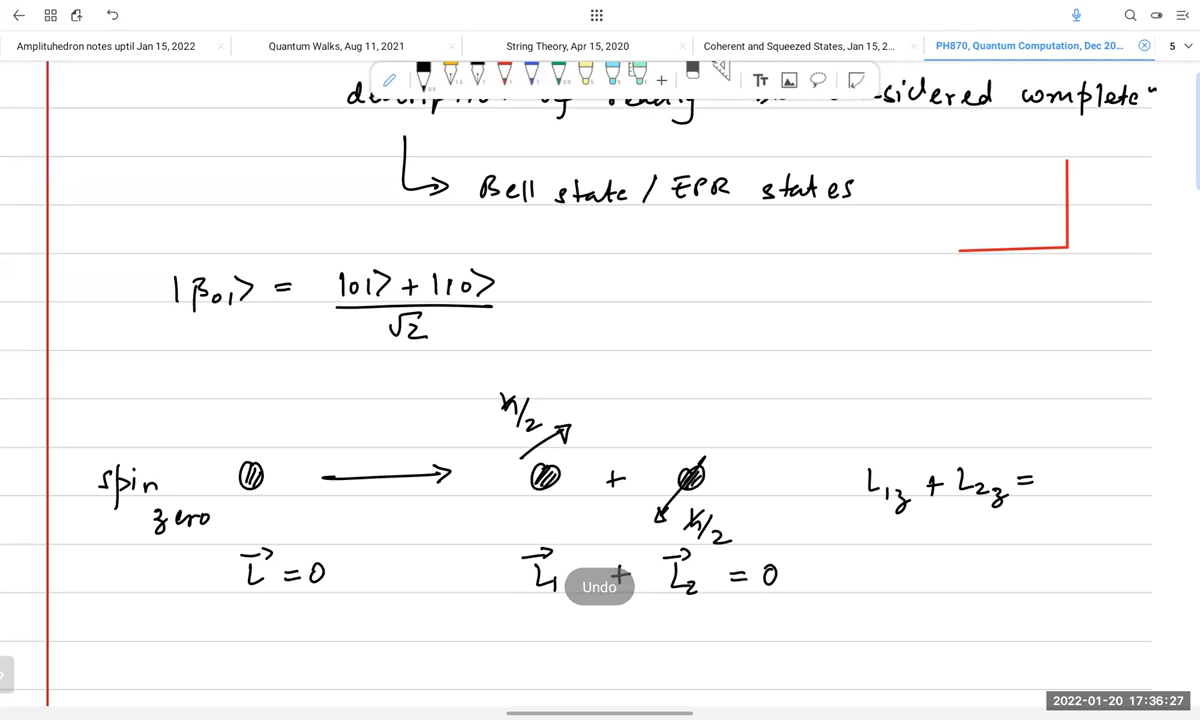 Amplituhedron notes uptil Jan 15, 2022
Quantum Walks, Aug 11, 2021
String Theory, Apr 15, 2020
Coherent and Squeezed States, Jan 15, 2...
PH870, Quantum Computation, Dec 20...
5
Tт
considered complete"
↳ Bell state / EPR states
|β₀₁> = |01> + |10> / √2
ħ/2
spin zero → + L₁z + L₂z =
ħ/2
L⃗ = 0 L⃗₁ + L⃗₂ = 0
Undo
2022-01-20 17:36:27